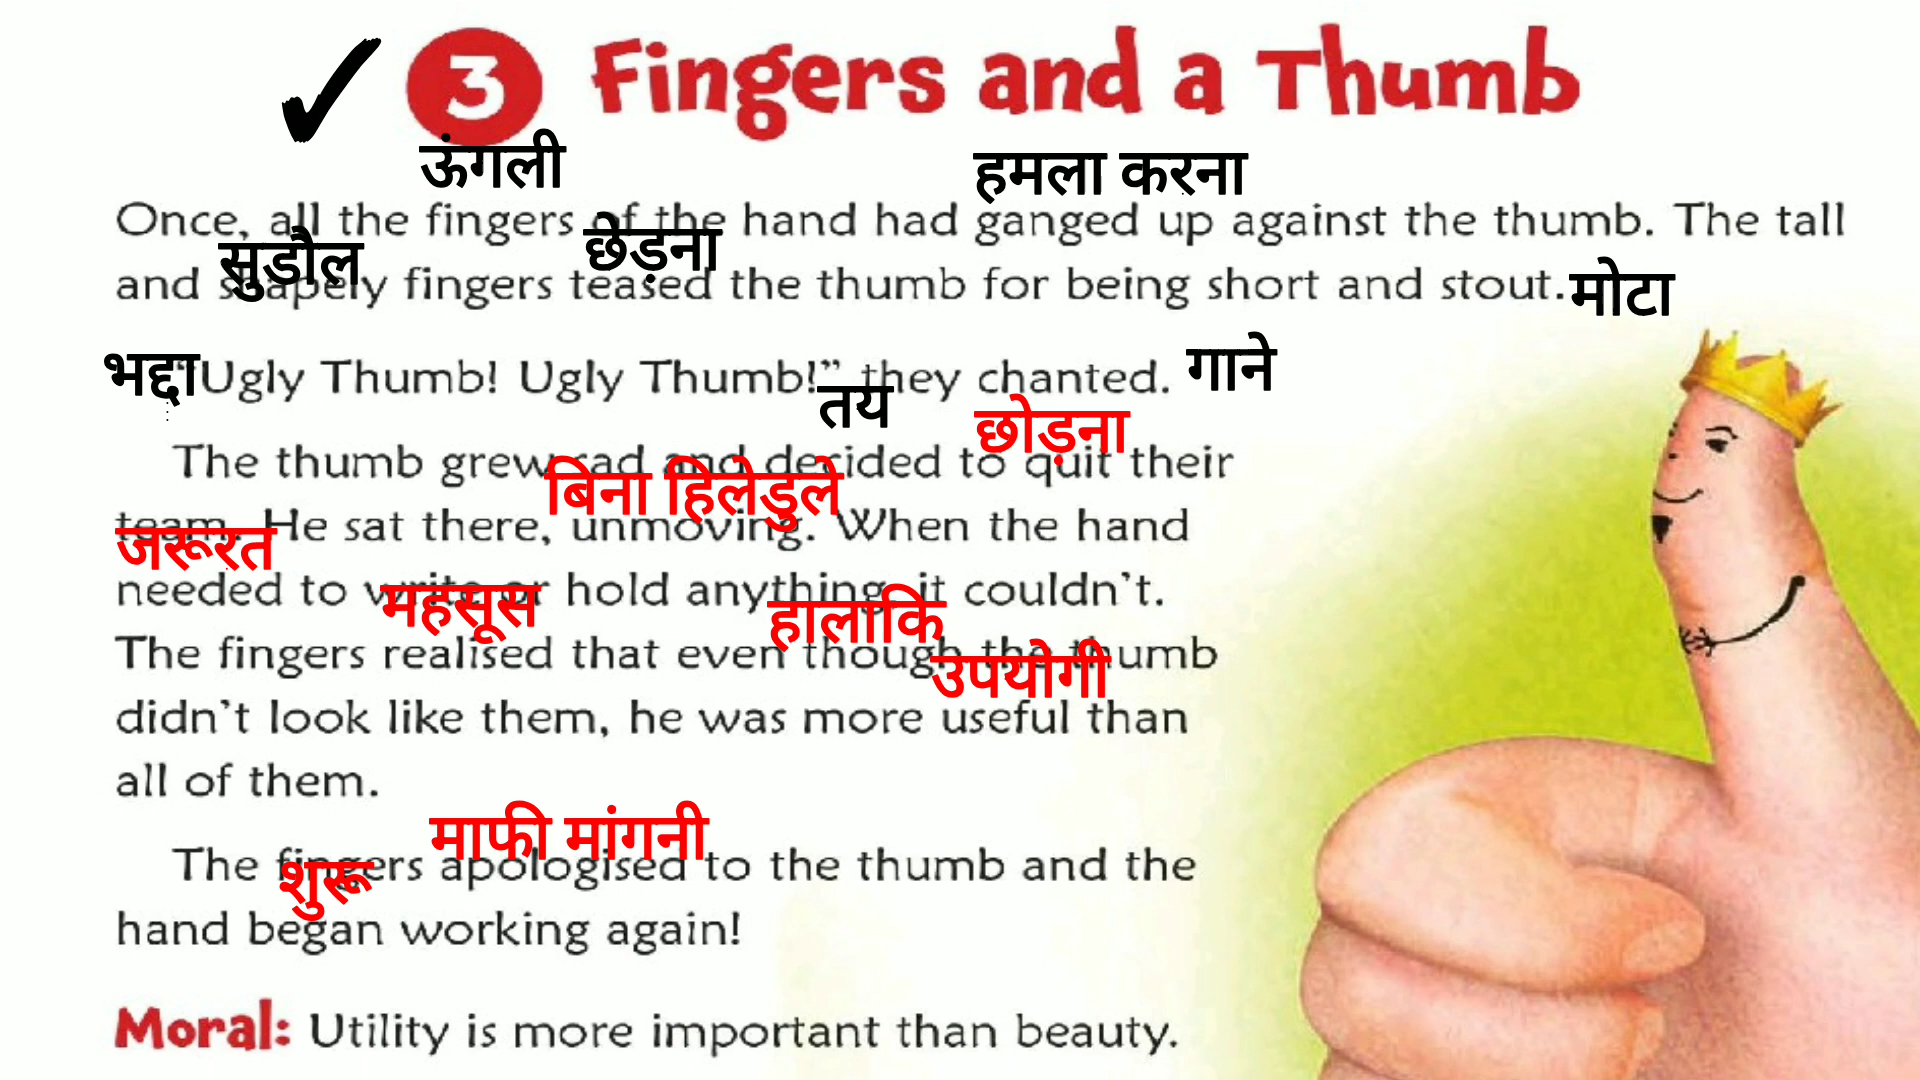 3 Fingers and a Thumb
ऊंगली हमला करना
Once, all the fingers of the hand had ganged up against the thumb. The tall
सुडौल छेड़ना
and shapely fingers teased the thumb for being short and stout. मोटा
भद्दा "Ugly Thumb! Ugly Thumb!" they chanted. गाने
तय छोड़ना
The thumb grew sad and decided to quit their
बिना हिलेडुले
team. He sat there, unmoving. When the hand
जरूरत
needed to write or hold anything, it couldn't.
महसूस हालाकि
The fingers realised that even though the thumb
उपयोगी
didn't look like them, he was more useful than
all of them.
माफी मांगनी
The fingers apologised to the thumb and the
शुरू
hand began working again!
Moral: Utility is more important than beauty.